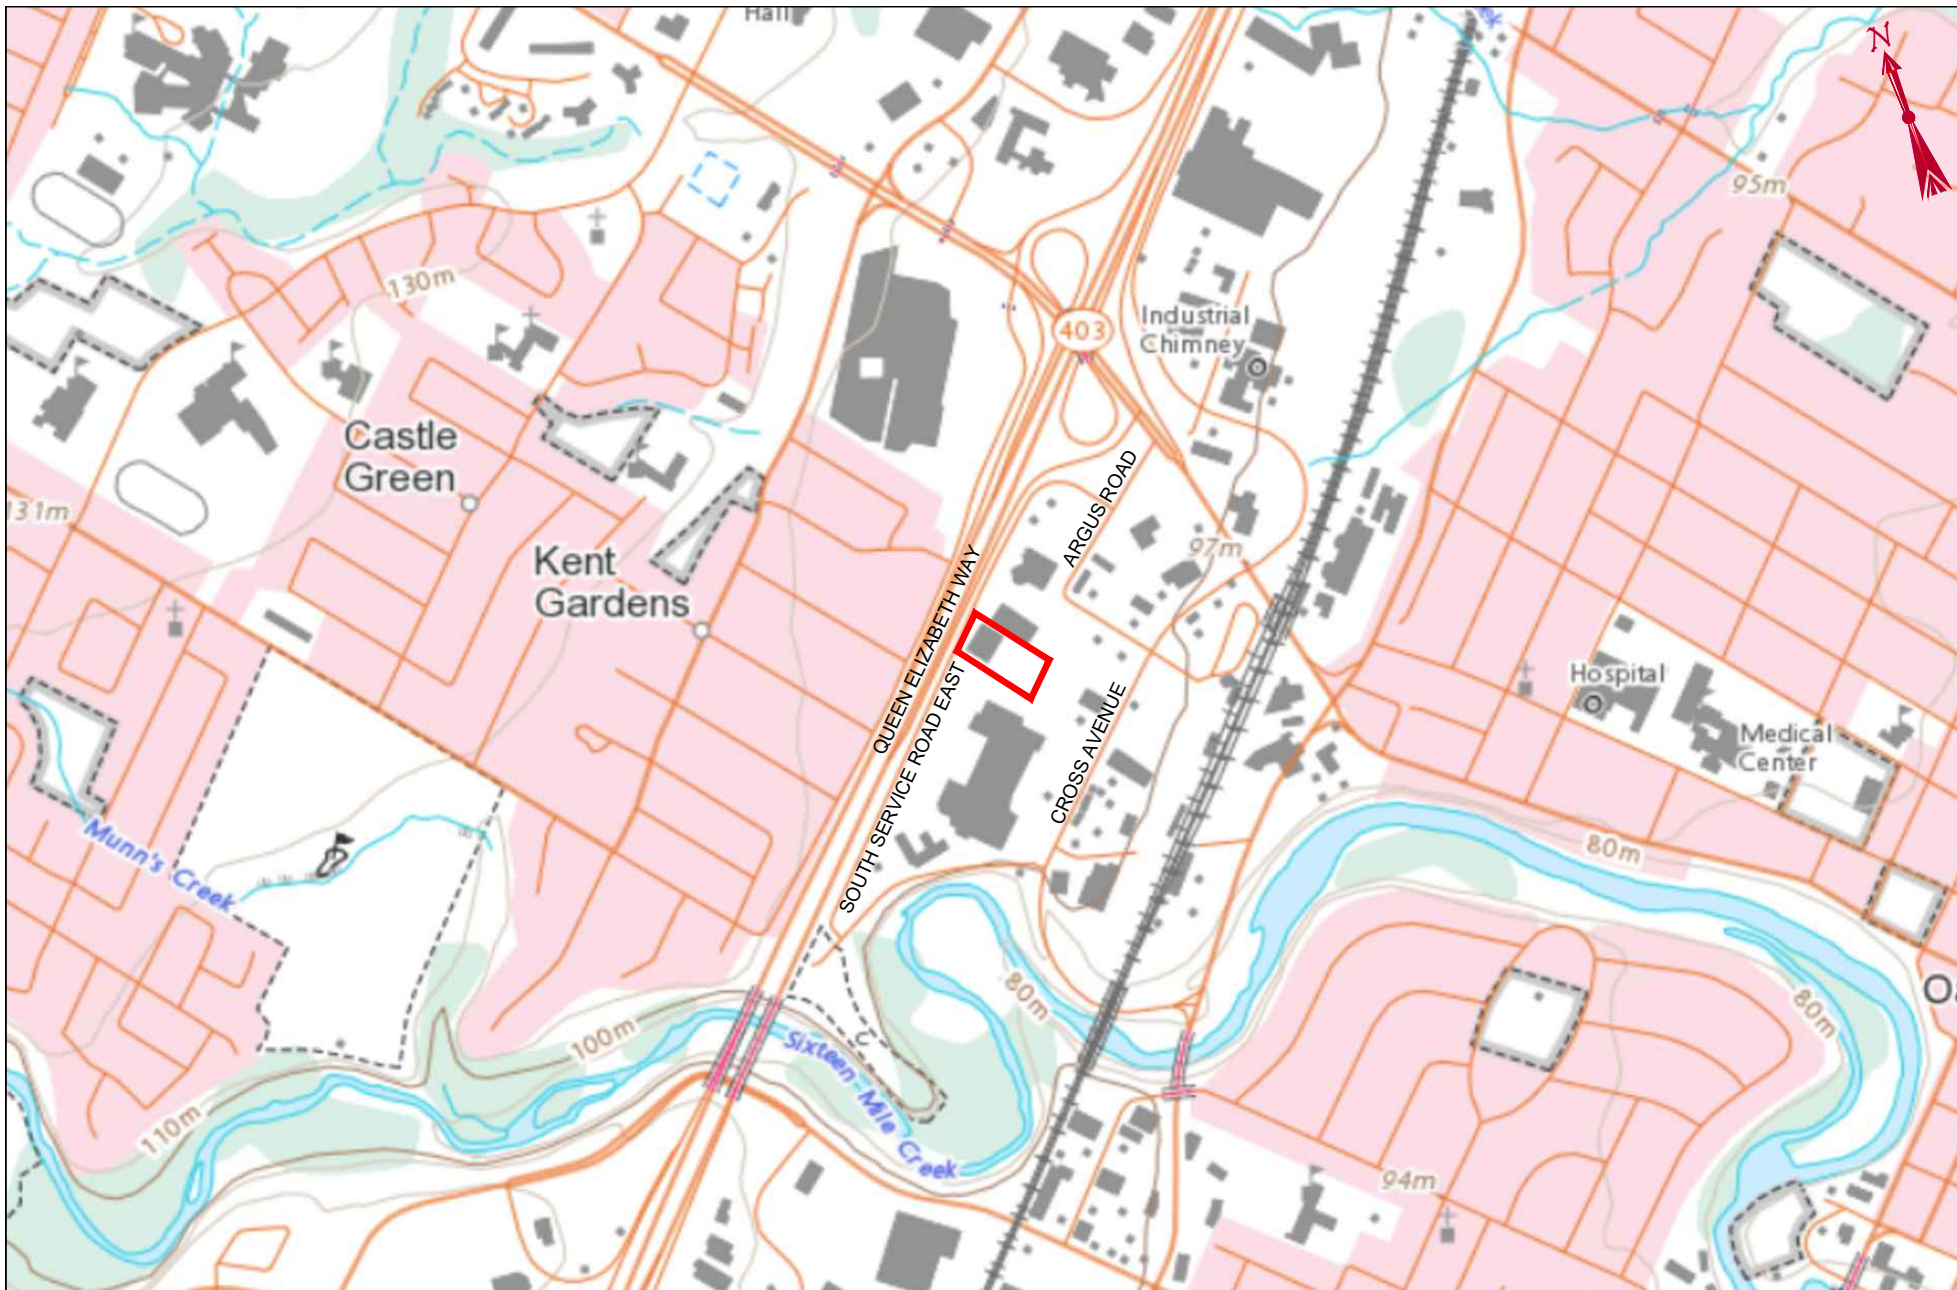 Hall
N
95m
130m
403
Industrial
Chimney
Castle
Green
ARGUS ROAD
131m
97m
Kent
Gardens
QUEEN ELIZABETH WAY
SOUTH SERVICE ROAD EAST
CROSS AVENUE
Hospital
Medical
Center
Munn's Creek
80m
80m
80m
100m
Sixteen Mile Creek
110m
94m